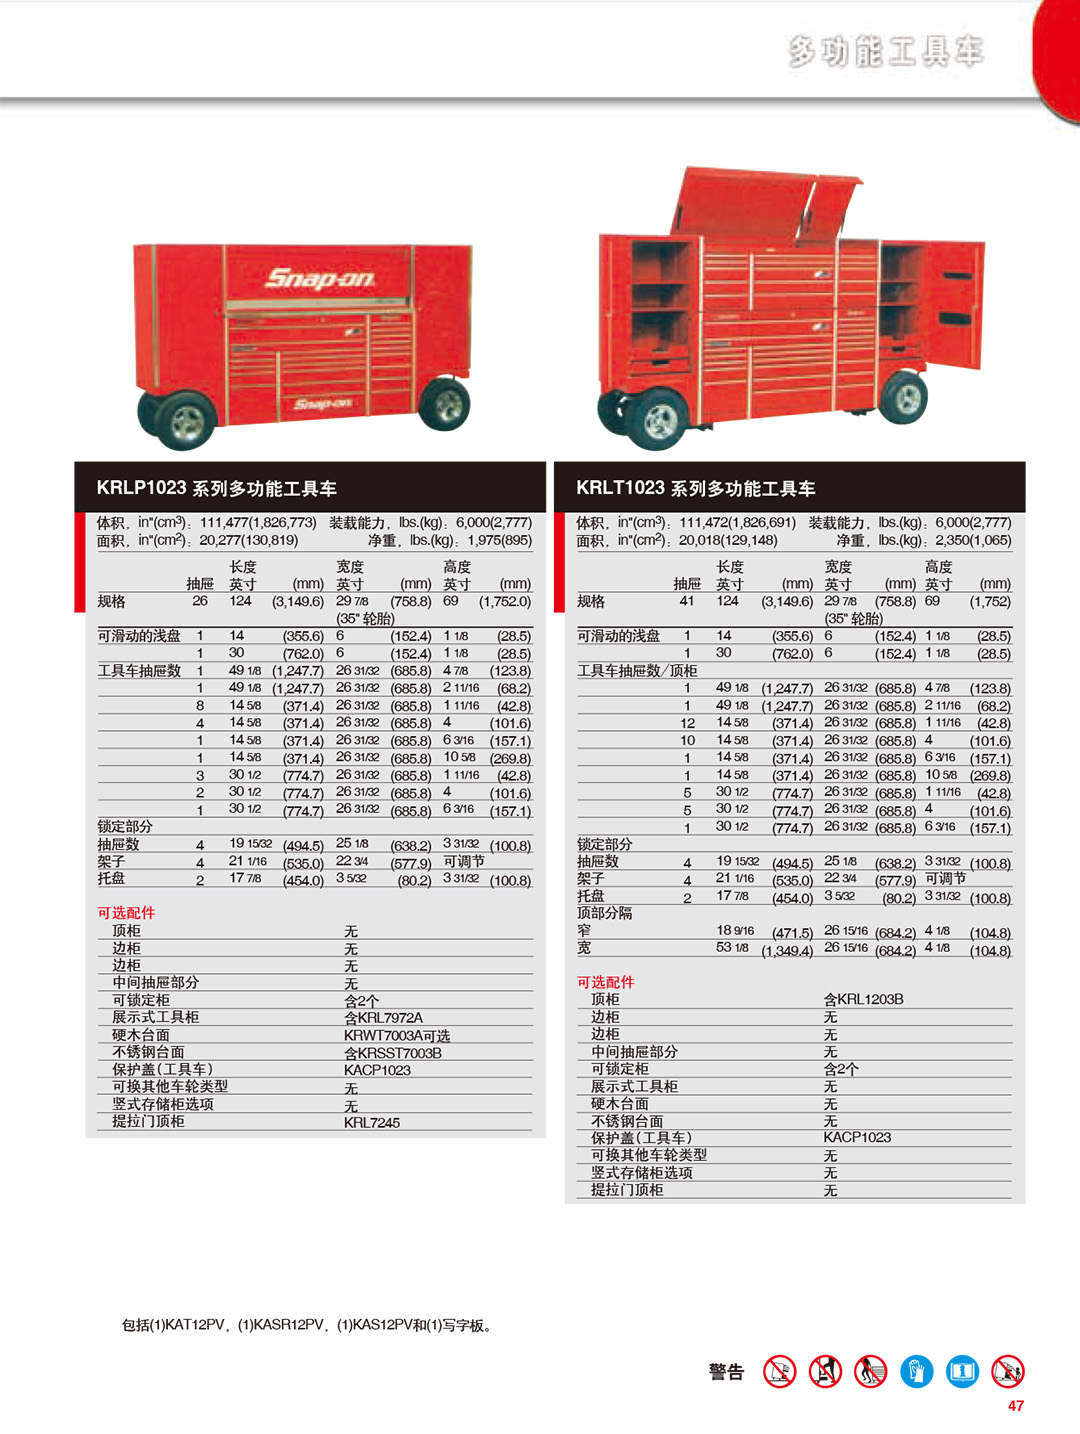 多功能工具车
Snap-on
Snap-on
KRLP1023 系列多功能工具车
体积，in"(cm3)：111,477(1,826,773) 装载能力，lbs.(kg)：6,000(2,777)
面积，in"(cm2)：20,277(130,819) 净重，lbs.(kg)：1,975(895)
长度 宽度 高度
抽屉 英寸 (mm) 英寸 (mm) 英寸 (mm)
规格 26 124 (3,149.6) 29 7/8 (758.8) 69 (1,752.0)
(35" 轮胎)
可滑动的浅盘 1 14 (355.6) 6 (152.4) 1 1/8 (28.5)
1 30 (762.0) 6 (152.4) 1 1/8 (28.5)
工具车抽屉数 1 49 1/8 (1,247.7) 26 31/32 (685.8) 4 7/8 (123.8)
1 49 1/8 (1,247.7) 26 31/32 (685.8) 2 11/16 (68.2)
8 14 5/8 (371.4) 26 31/32 (685.8) 1 11/16 (42.8)
4 14 5/8 (371.4) 26 31/32 (685.8) 4 (101.6)
1 14 5/8 (371.4) 26 31/32 (685.8) 6 3/16 (157.1)
1 14 5/8 (371.4) 26 31/32 (685.8) 10 5/8 (269.8)
3 30 1/2 (774.7) 26 31/32 (685.8) 1 11/16 (42.8)
2 30 1/2 (774.7) 26 31/32 (685.8) 4 (101.6)
1 30 1/2 (774.7) 26 31/32 (685.8) 6 3/16 (157.1)
锁定部分
抽屉数 4 19 15/32 (494.5) 25 1/8 (638.2) 3 31/32 (100.8)
架子 4 21 1/16 (535.0) 22 3/4 (577.9) 可调节
托盘 2 17 7/8 (454.0) 3 5/32 (80.2) 3 31/32 (100.8)
可选配件
顶柜 无
边柜 无
边柜 无
中间抽屉部分 无
可锁定柜 含2个
展示式工具柜 含KRL7972A
硬木台面 KRWT7003A可选
不锈钢台面 含KRSST7003B
保护盖(工具车) KACP1023
可换其他车轮类型 无
竖式存储柜选项 无
提拉门顶柜 KRL7245
KRLT1023 系列多功能工具车
体积，in"(cm3)：111,472(1,826,691) 装载能力，lbs.(kg)：6,000(2,777)
面积，in"(cm2)：20,018(129,148) 净重，lbs.(kg)：2,350(1,065)
长度 宽度 高度
抽屉 英寸 (mm) 英寸 (mm) 英寸 (mm)
规格 41 124 (3,149.6) 29 7/8 (758.8) 69 (1,752)
(35" 轮胎)
可滑动的浅盘 1 14 (355.6) 6 (152.4) 1 1/8 (28.5)
1 30 (762.0) 6 (152.4) 1 1/8 (28.5)
工具车抽屉数/顶柜
1 49 1/8 (1,247.7) 26 31/32 (685.8) 4 7/8 (123.8)
1 49 1/8 (1,247.7) 26 31/32 (685.8) 2 11/16 (68.2)
12 14 5/8 (371.4) 26 31/32 (685.8) 1 11/16 (42.8)
10 14 5/8 (371.4) 26 31/32 (685.8) 4 (101.6)
1 14 5/8 (371.4) 26 31/32 (685.8) 6 3/16 (157.1)
1 14 5/8 (371.4) 26 31/32 (685.8) 10 5/8 (269.8)
5 30 1/2 (774.7) 26 31/32 (685.8) 1 11/16 (42.8)
5 30 1/2 (774.7) 26 31/32 (685.8) 4 (101.6)
1 30 1/2 (774.7) 26 31/32 (685.8) 6 3/16 (157.1)
锁定部分
抽屉数 4 19 15/32 (494.5) 25 1/8 (638.2) 3 31/32 (100.8)
架子 4 21 1/16 (535.0) 22 3/4 (577.9) 可调节
托盘 2 17 7/8 (454.0) 3 5/32 (80.2) 3 31/32 (100.8)
顶部分隔
窄 18 9/16 (471.5) 26 15/16 (684.2) 4 1/8 (104.8)
宽 53 1/8 (1,349.4) 26 15/16 (684.2) 4 1/8 (104.8)
可选配件
顶柜 含KRL1203B
边柜 无
边柜 无
中间抽屉部分 无
可锁定柜 含2个
展示式工具柜 无
硬木台面 无
不锈钢台面 无
保护盖(工具车) KACP1023
可换其他车轮类型 无
竖式存储柜选项 无
提拉门顶柜 无
包括(1)KAT12PV，(1)KASR12PV，(1)KAS12PV和(1)写字板。
警告
47